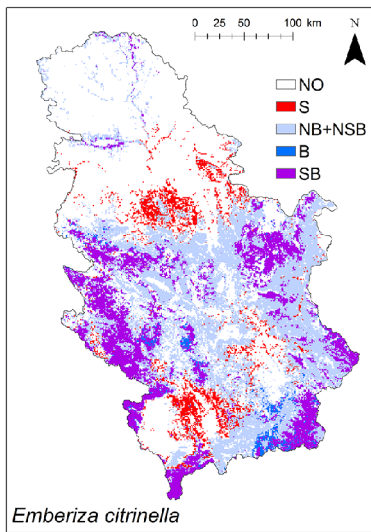 0 25 50 100 km
N
NO
S
NB+NSB
B
SB
Emberiza citrinella